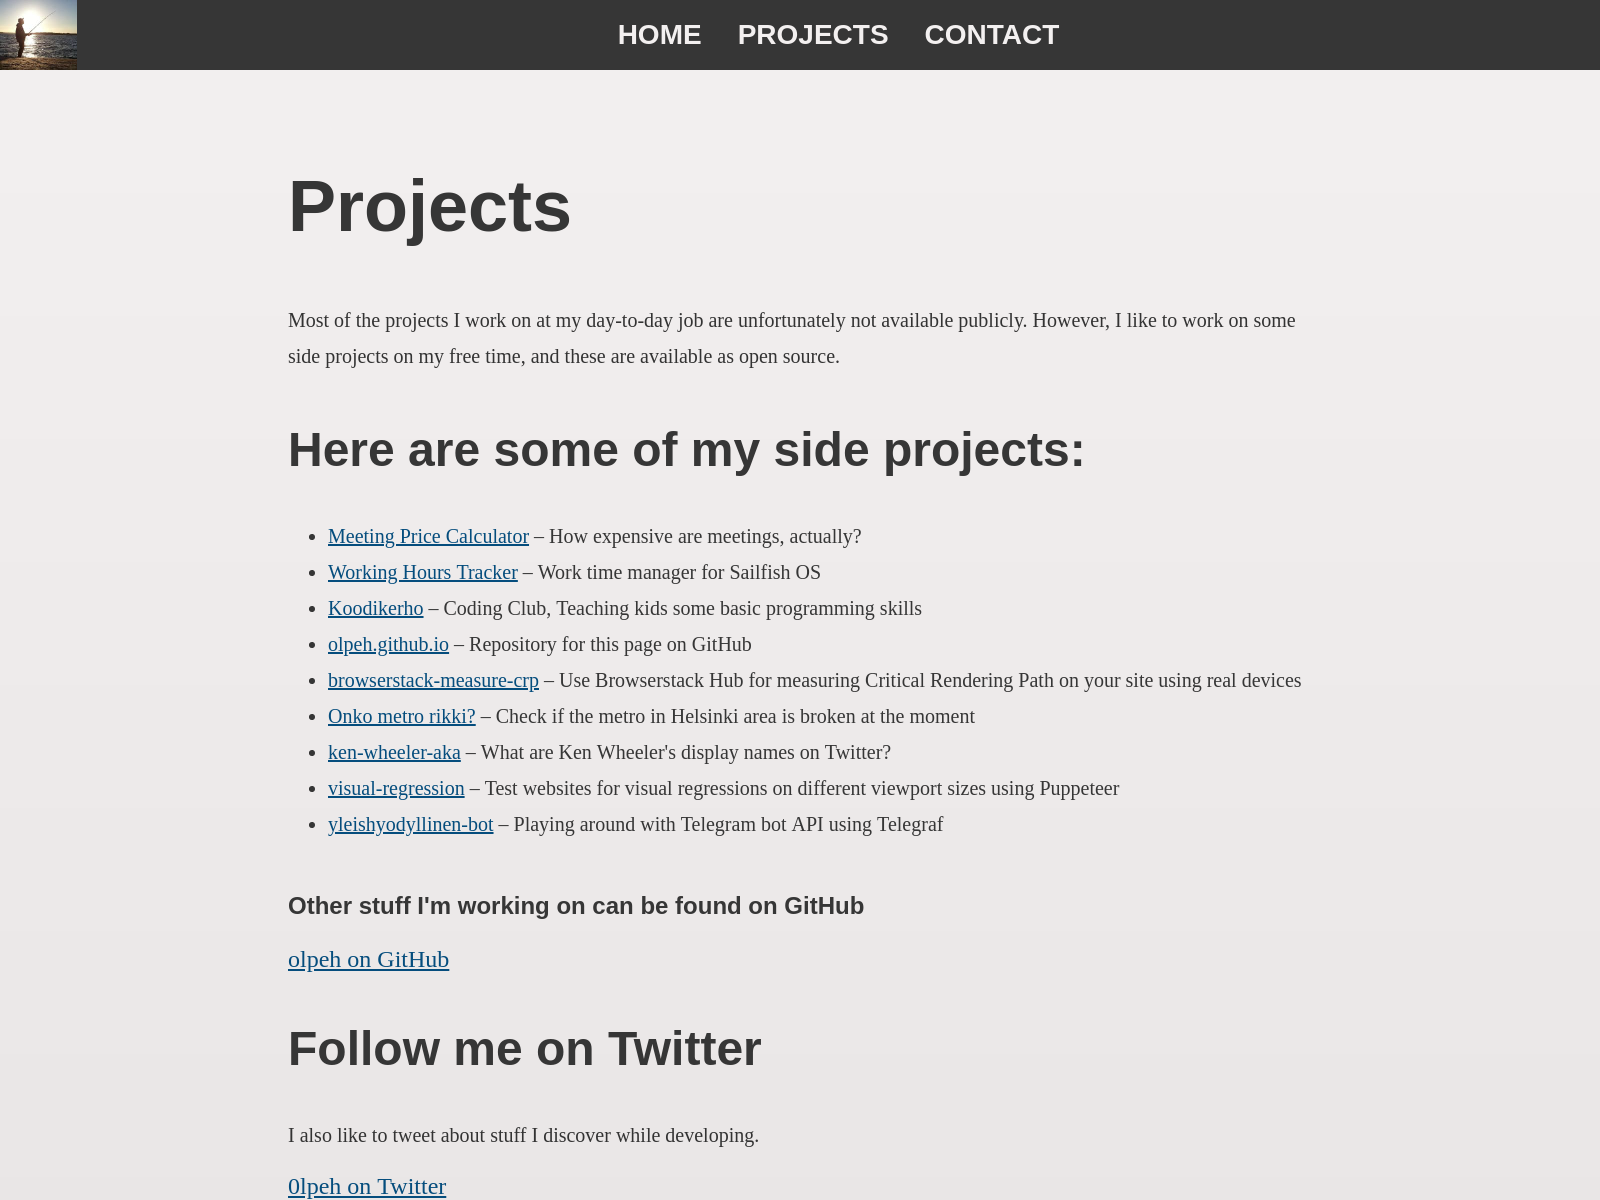 HOME PROJECTS CONTACT
Projects
Most of the projects I work on at my day-to-day job are unfortunately not available publicly. However, I like to work on some
side projects on my free time, and these are available as open source.
Here are some of my side projects:
• Meeting Price Calculator – How expensive are meetings, actually?
• Working Hours Tracker – Work time manager for Sailfish OS
• Koodikerho – Coding Club, Teaching kids some basic programming skills
• olpeh.github.io – Repository for this page on GitHub
• browserstack-measure-crp – Use Browserstack Hub for measuring Critical Rendering Path on your site using real devices
• Onko metro rikki? – Check if the metro in Helsinki area is broken at the moment
• ken-wheeler-aka – What are Ken Wheeler's display names on Twitter?
• visual-regression – Test websites for visual regressions on different viewport sizes using Puppeteer
• yleishyodyllinen-bot – Playing around with Telegram bot API using Telegraf
Other stuff I'm working on can be found on GitHub
olpeh on GitHub
Follow me on Twitter
I also like to tweet about stuff I discover while developing.
0lpeh on Twitter